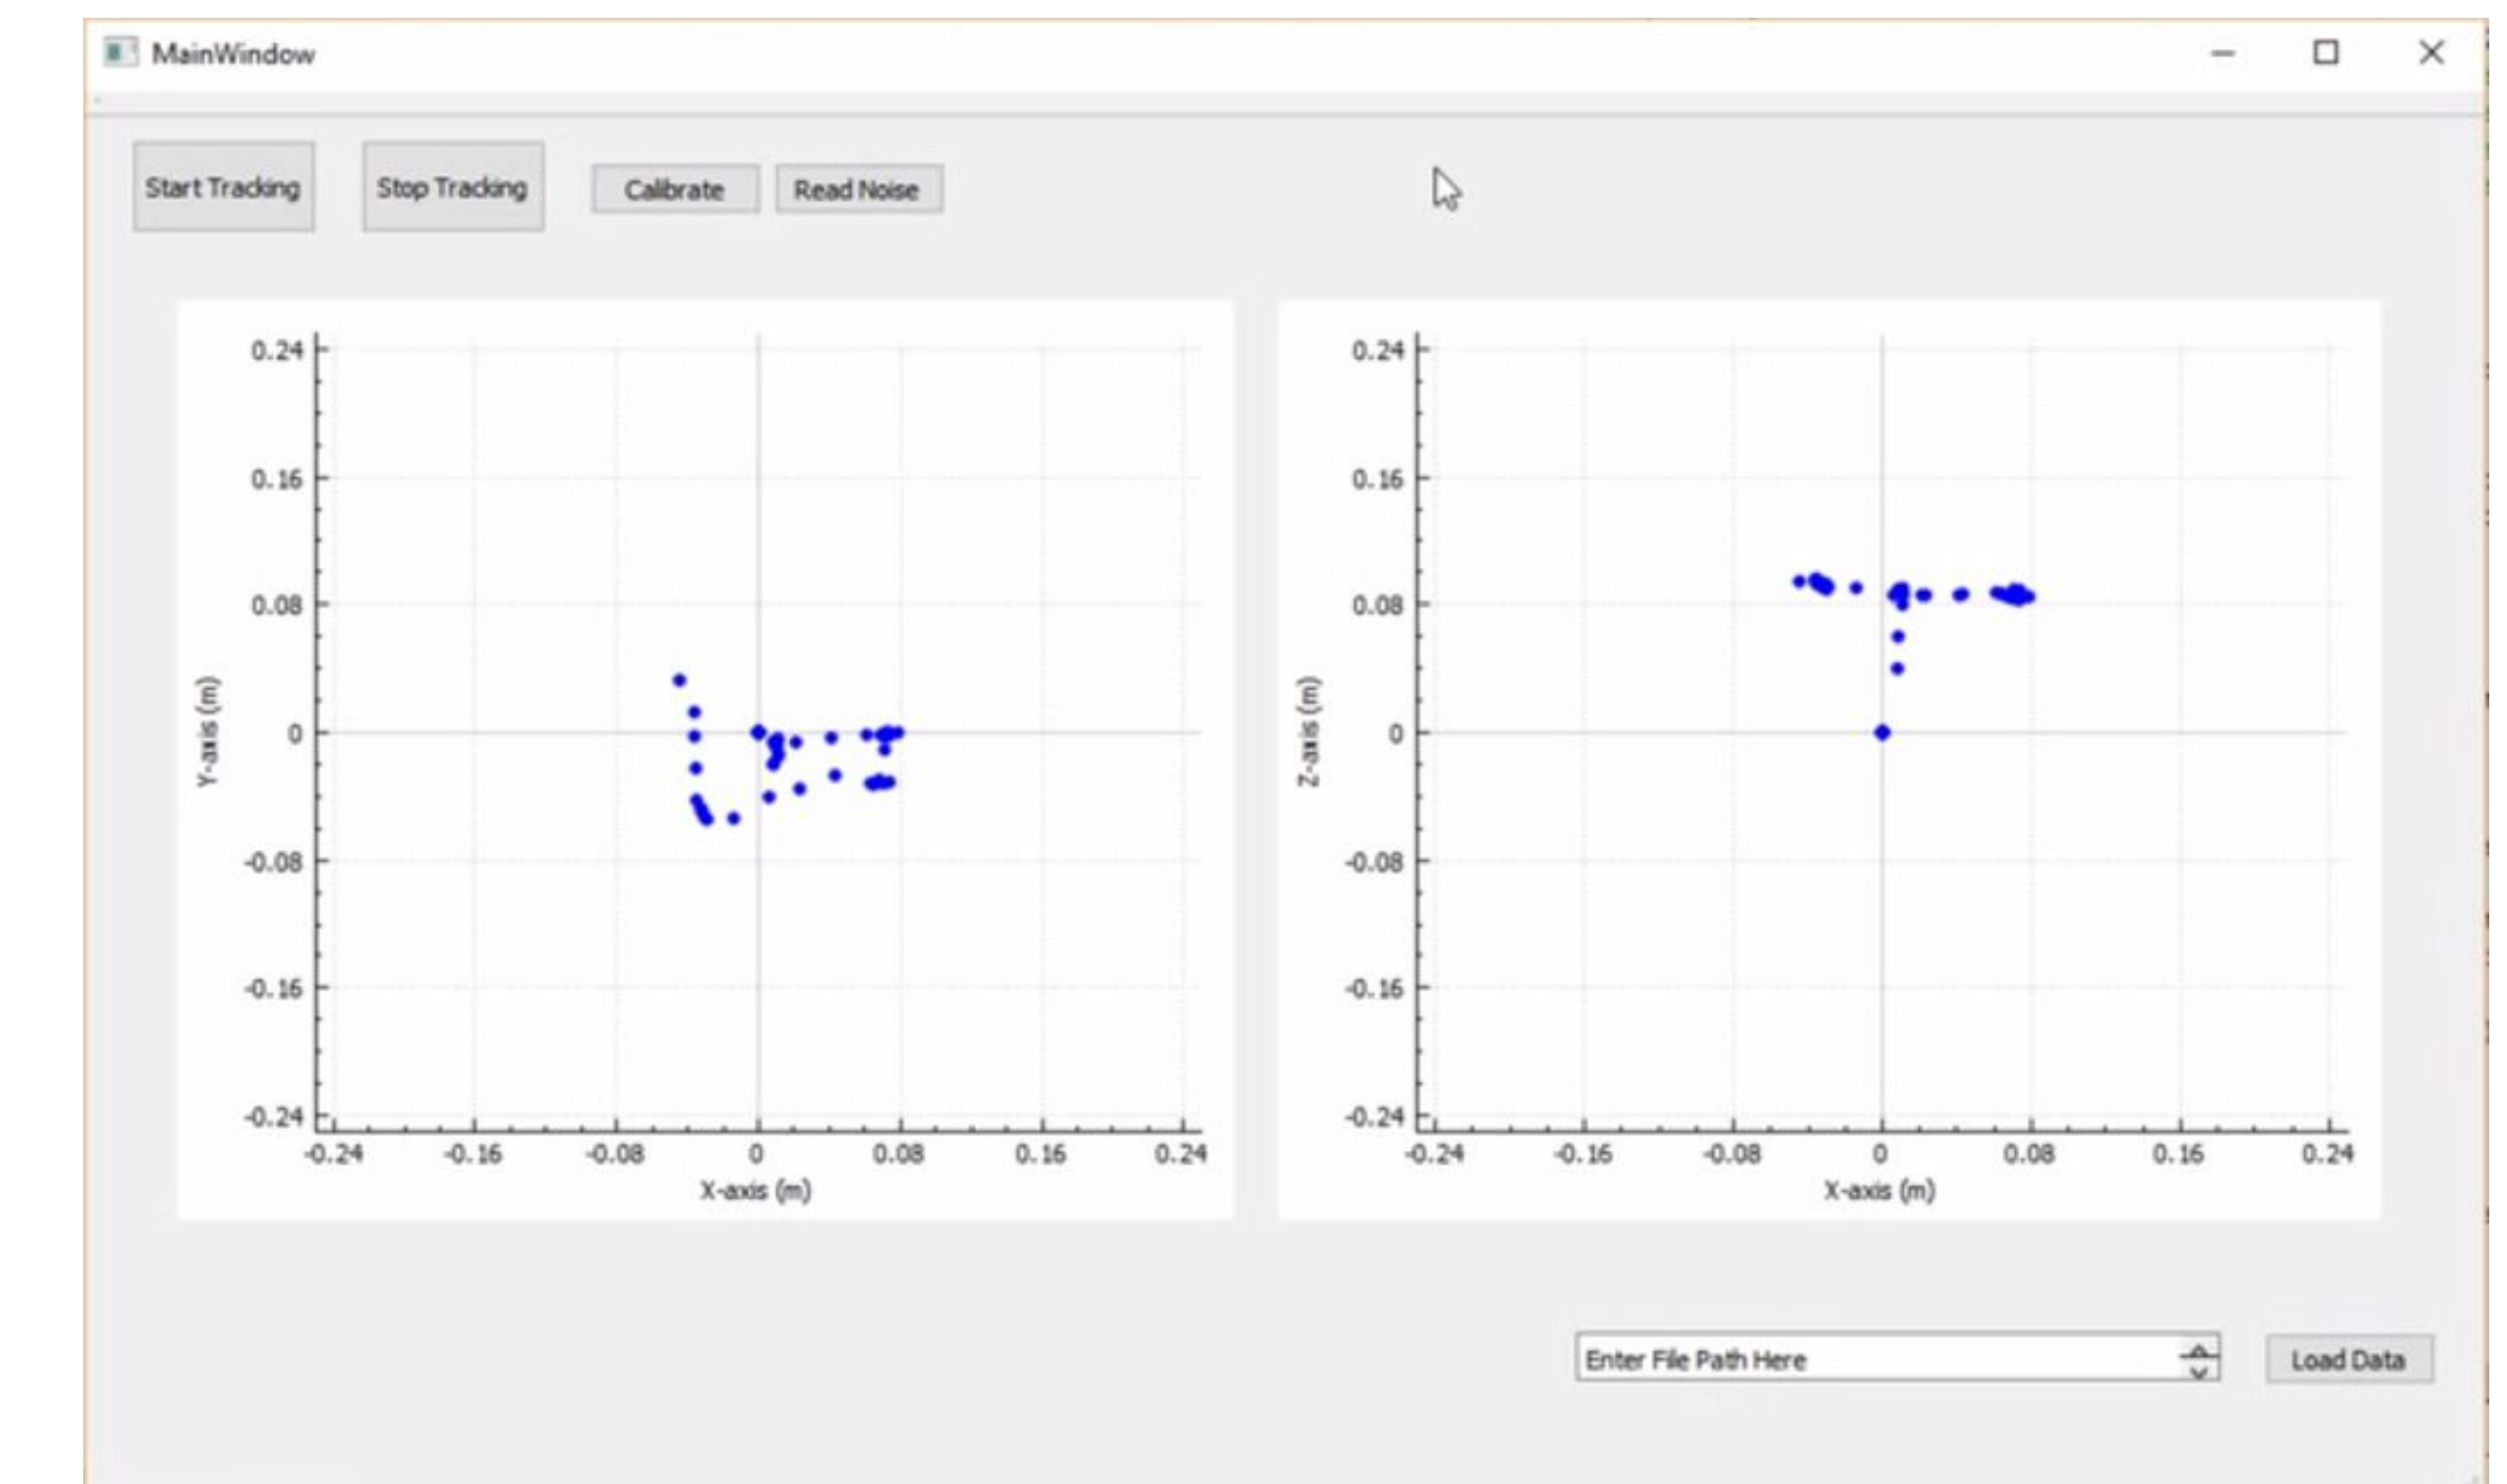 MainWindow
Start Tracking
Stop Tracking
Calibrate
Read Noise
0.24
0.16
0.08
0
-0.08
-0.16
-0.24
Y-axis (m)
-0.24 -0.16 -0.08 0 0.08 0.16 0.24
X-axis (m)
0.24
0.16
0.08
0
-0.08
-0.16
-0.24
Z-axis (m)
-0.24 -0.16 -0.08 0 0.08 0.16 0.24
X-axis (m)
Enter File Path Here
Load Data